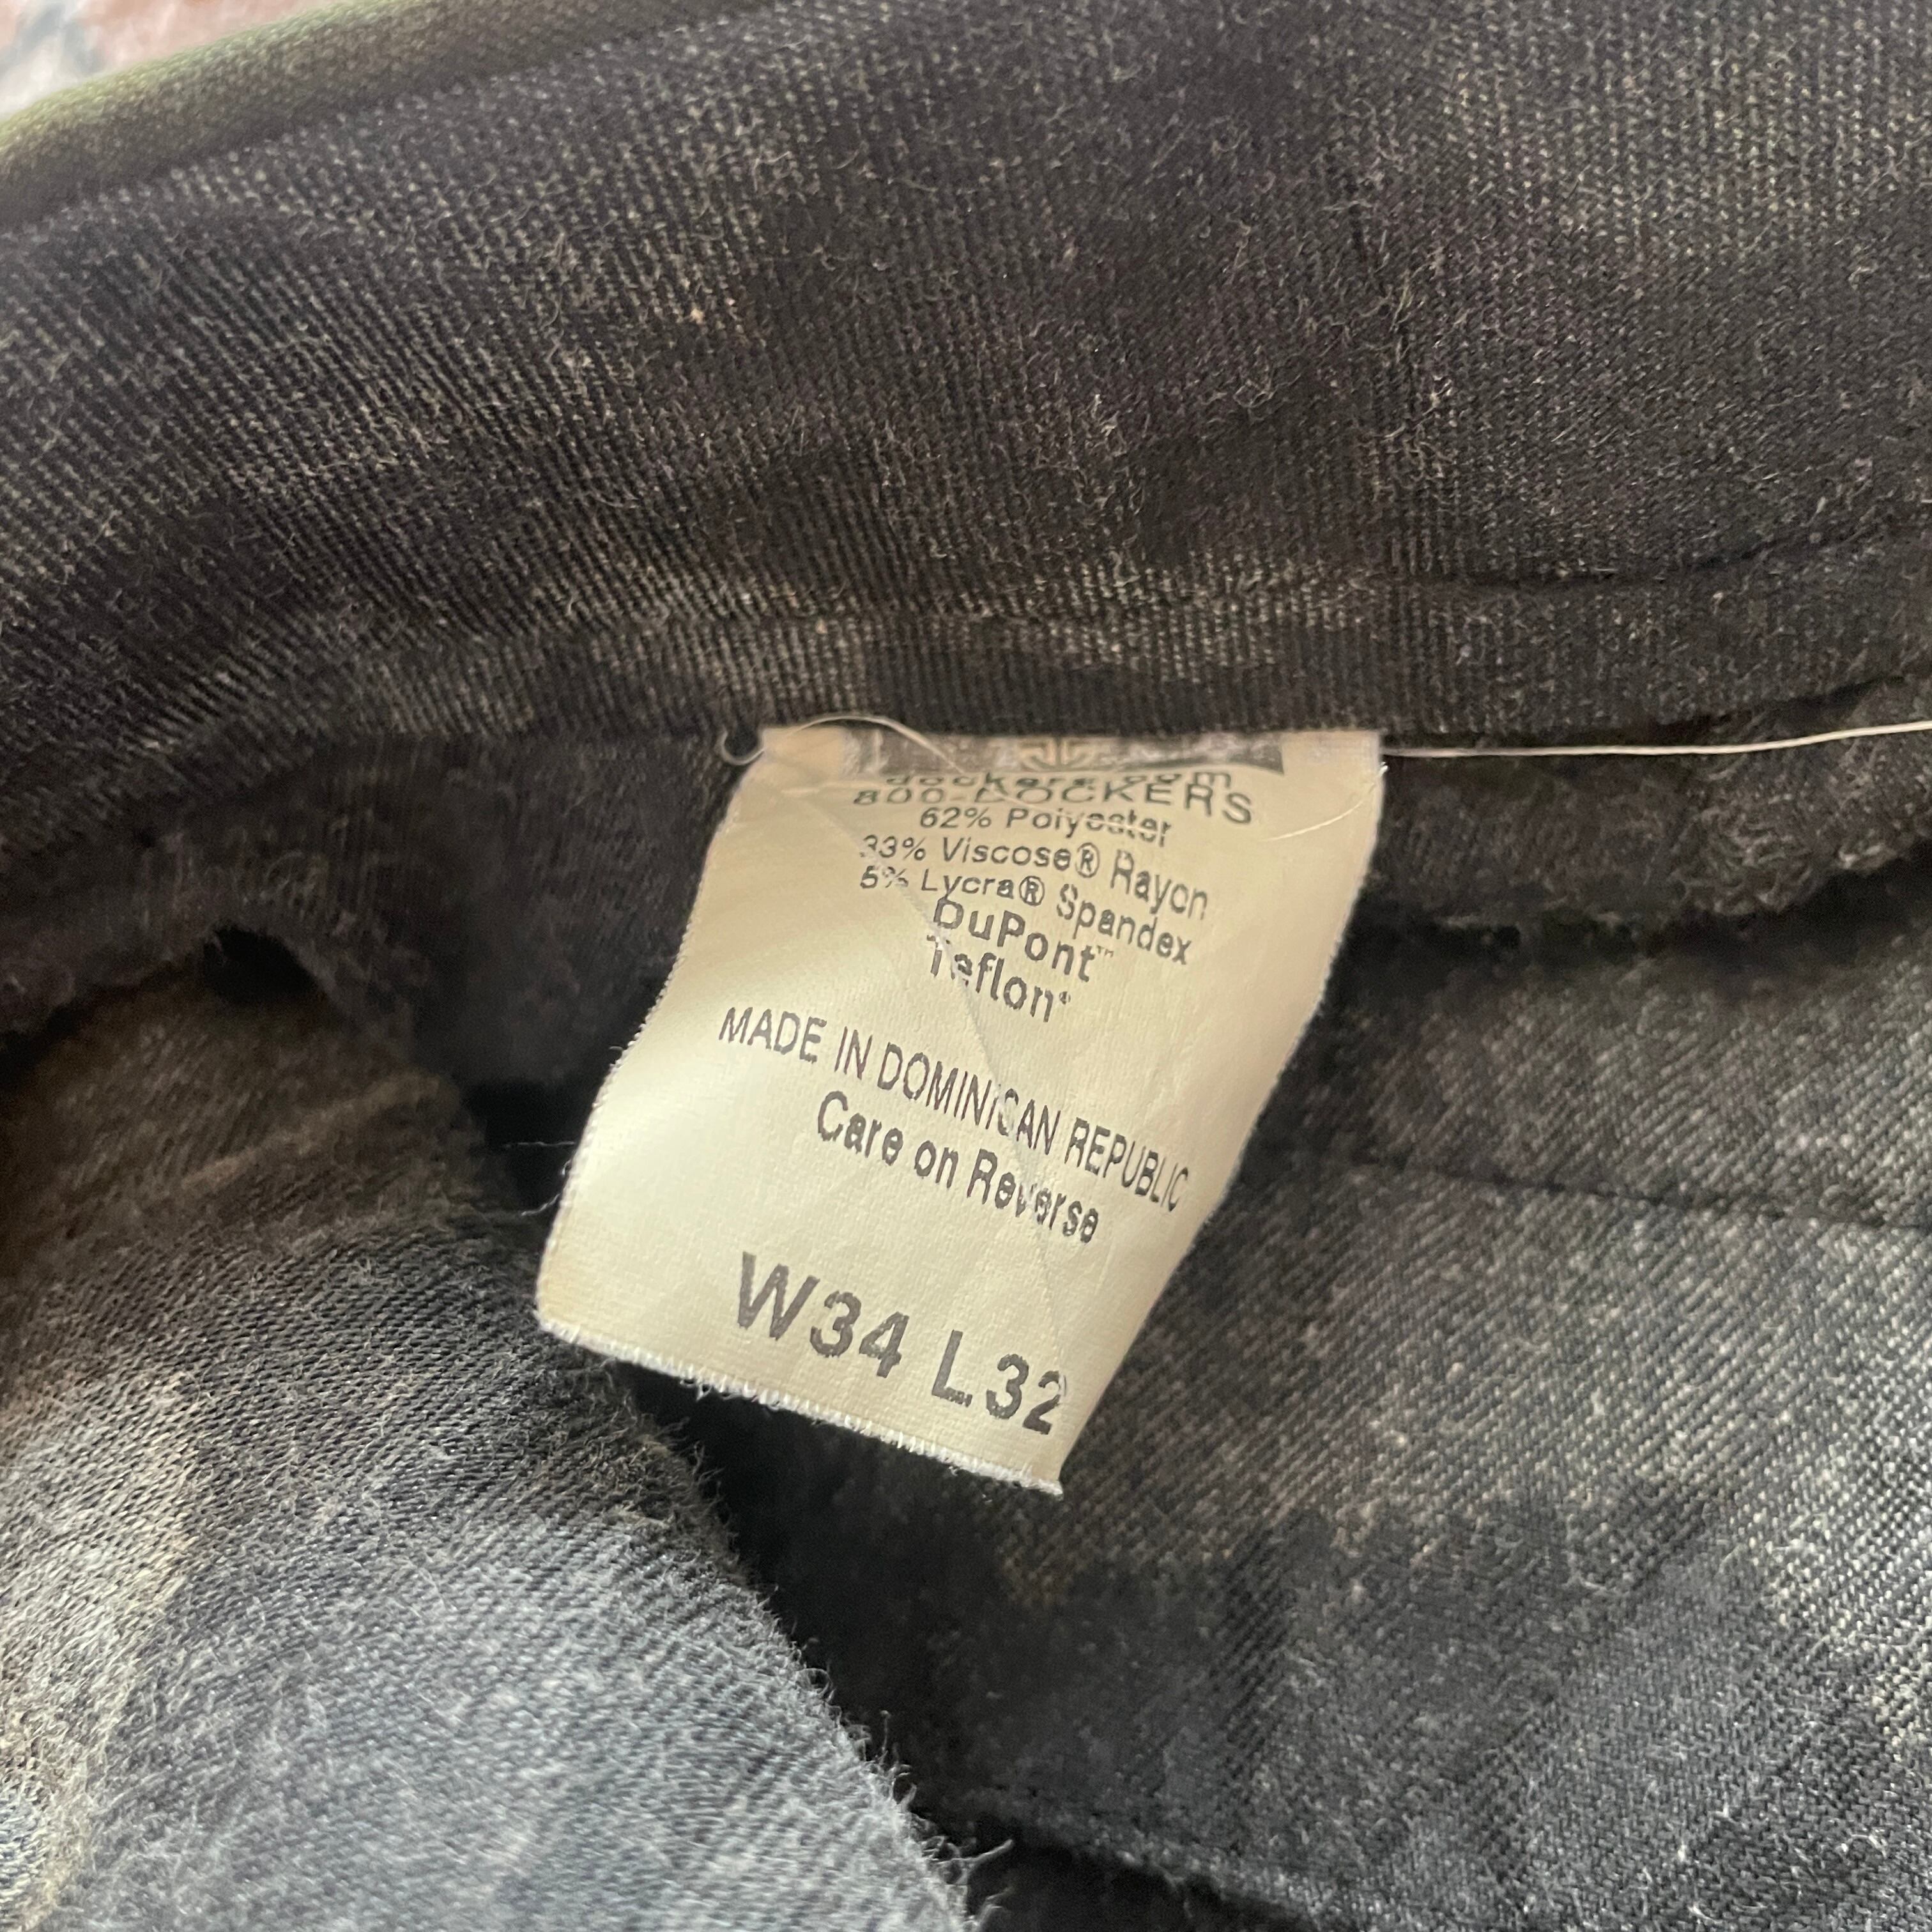 dockers.com
800-DOCKERS
62% Polyester
33% Viscose® Rayon
5% Lycra® Spandex
DuPont™
Teflon®
MADE IN DOMINICAN REPUBLIC
Care on Reverse
W34 L32